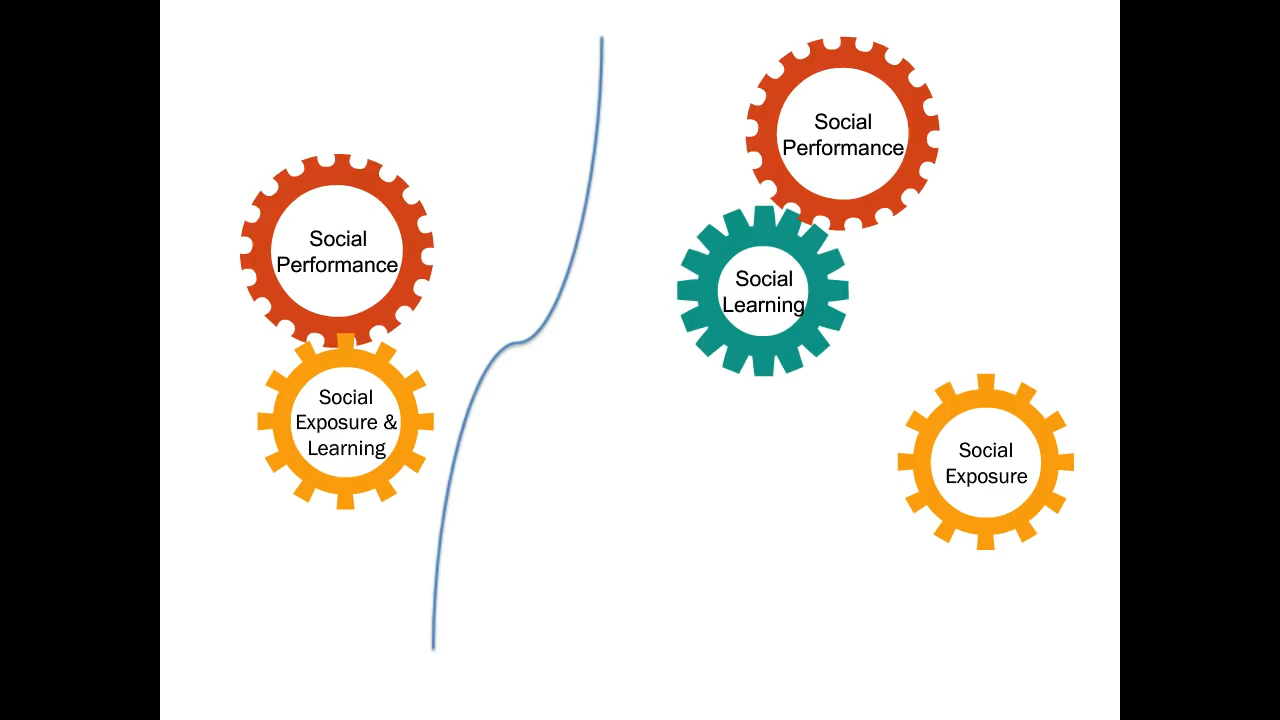 Social
Performance
Social
Exposure &
Learning
Social
Performance
Social
Learning
Social
Exposure